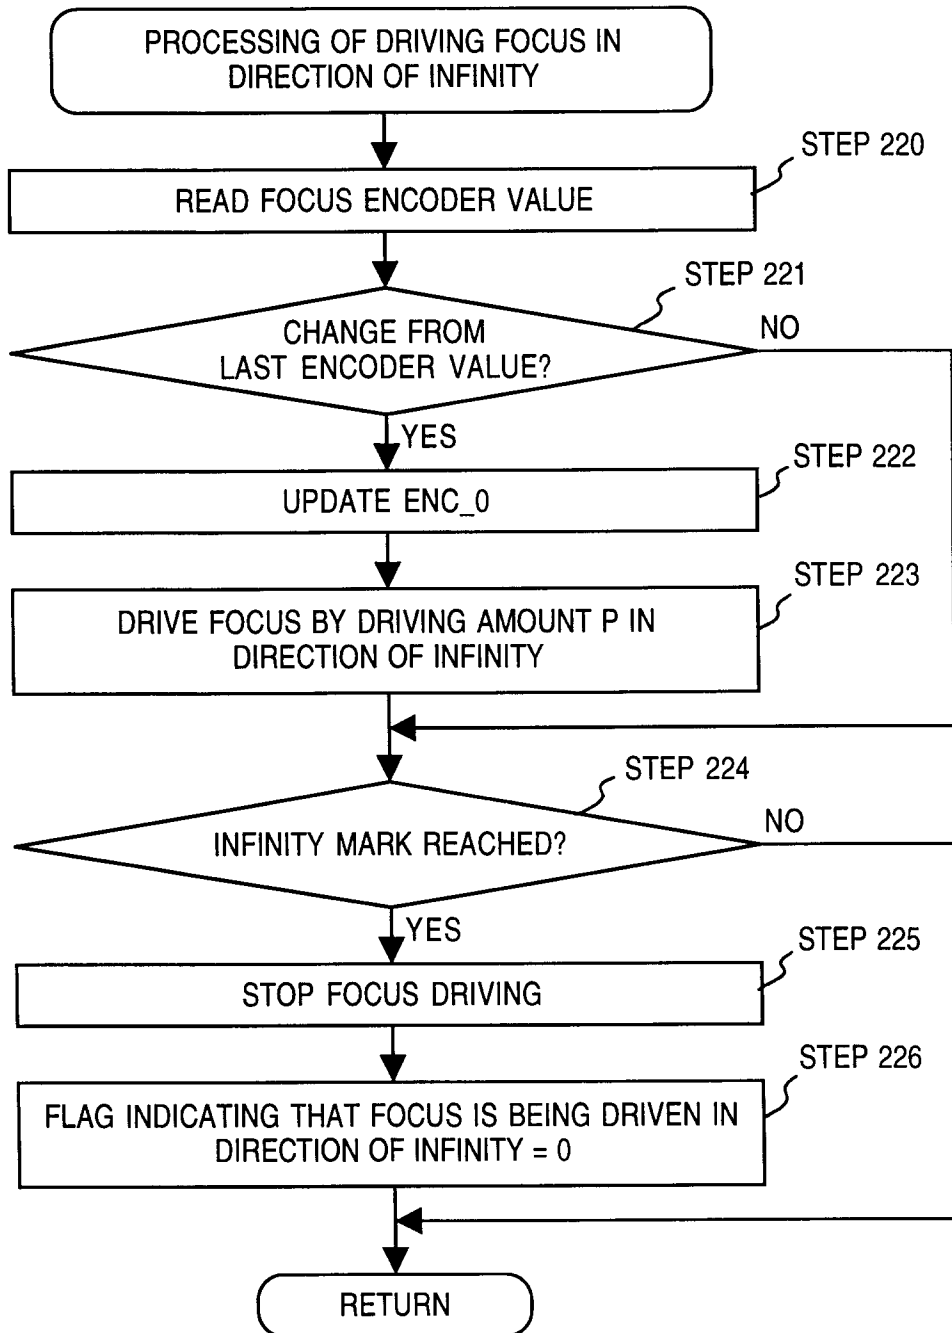 PROCESSING OF DRIVING FOCUS IN
DIRECTION OF INFINITY
STEP 220
READ FOCUS ENCODER VALUE
STEP 221
CHANGE FROM
LAST ENCODER VALUE?
NO
YES
STEP 222
UPDATE ENC_0
STEP 223
DRIVE FOCUS BY DRIVING AMOUNT P IN
DIRECTION OF INFINITY
STEP 224
INFINITY MARK REACHED?
NO
YES
STEP 225
STOP FOCUS DRIVING
STEP 226
FLAG INDICATING THAT FOCUS IS BEING DRIVEN IN
DIRECTION OF INFINITY = 0
RETURN